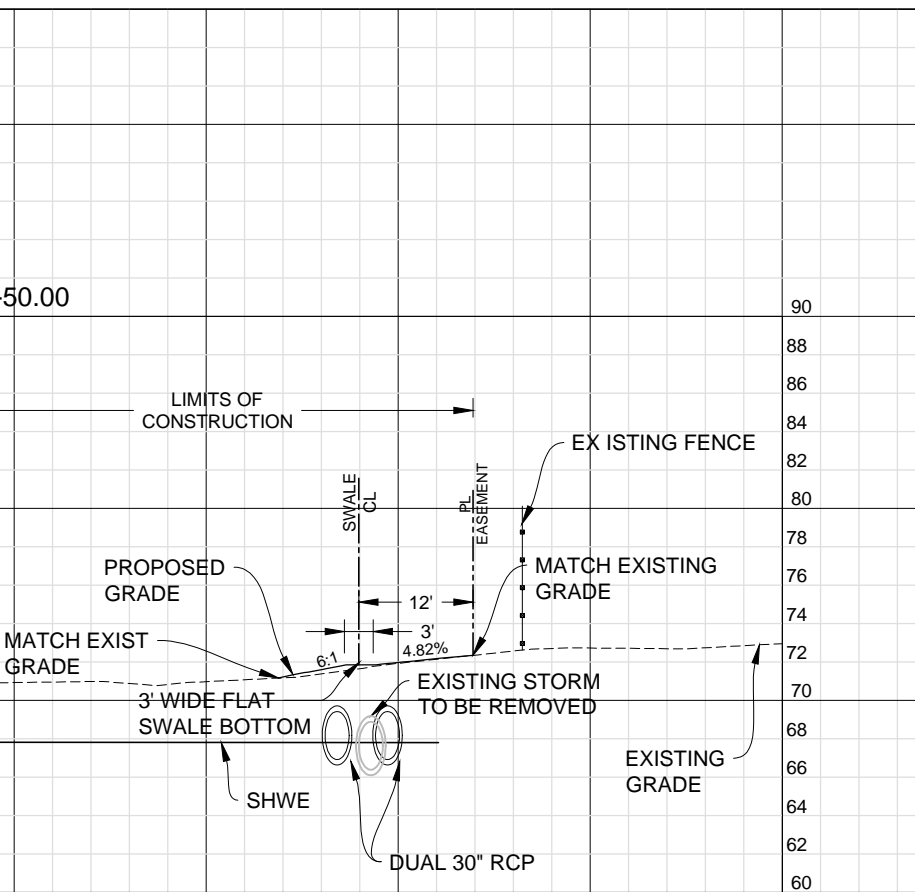 -50.00
90
88
LIMITS OF
CONSTRUCTION
86
84
EX ISTING FENCE
82
SWALE
CL
PL
EASEMENT
80
78
PROPOSED
GRADE
MATCH EXISTING
GRADE
76
12'
74
MATCH EXIST
GRADE
3'
6:1
4.82%
72
3' WIDE FLAT
SWALE BOTTOM
EXISTING STORM
TO BE REMOVED
70
68
EXISTING
GRADE
66
SHWE
64
DUAL 30" RCP
62
60